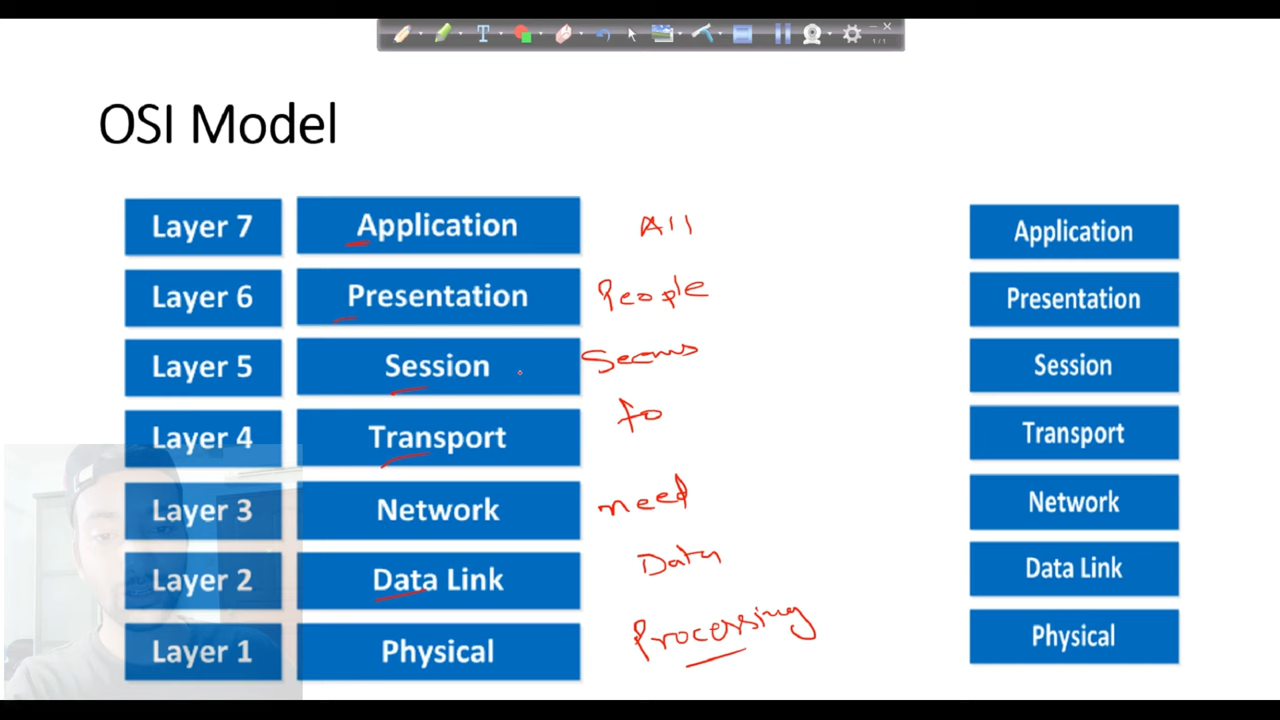 OSI Model
Layer 7 Application All Application
Layer 6 Presentation People Presentation
Layer 5 Session Seems Session
Layer 4 Transport to Transport
Layer 3 Network need Network
Layer 2 Data Link Data Data Link
Layer 1 Physical Processing Physical